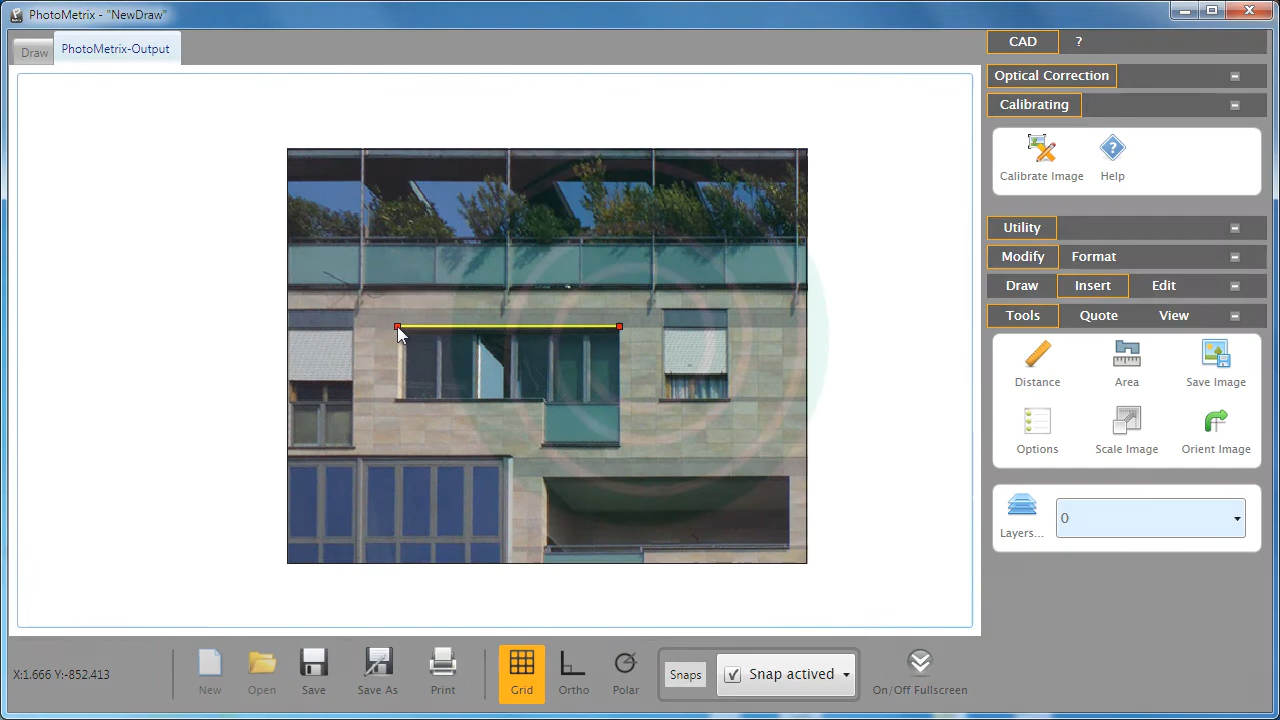 PhotoMetrix - "NewDraw"
Draw
PhotoMetrix-Output
CAD
?
Optical Correction
Calibrating
Calibrate Image
Help
Utility
Modify
Format
Draw
Insert
Edit
Tools
Quote
View
Distance
Area
Save Image
Options
Scale Image
Orient Image
Layers...
0
X:1.666 Y:-852.413
New
Open
Save
Save As
Print
Grid
Ortho
Polar
Snaps
Snap actived
On/Off Fullscreen